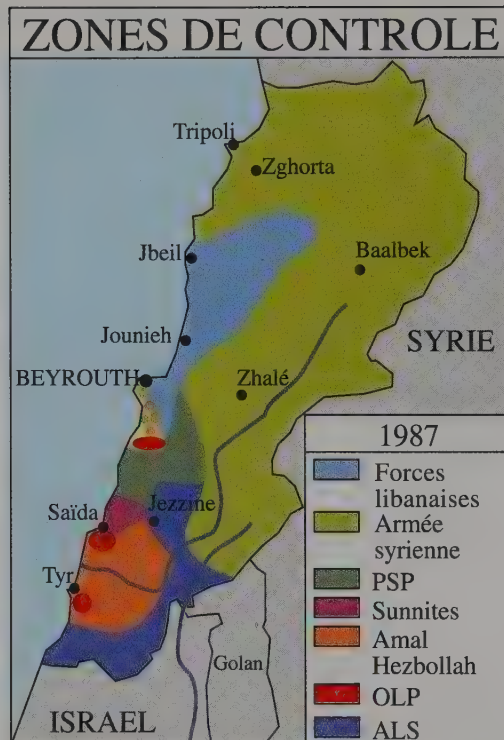 ZONES DE CONTROLE
Tripoli
Zghorta
Jbeil
Baalbek
Jounieh
SYRIE
BEYROUTH
Zhalé
1987
Forces
libanaises
Armée
syrienne
PSP
Sunnites
Amal
Hezbollah
OLP
ALS
Saïda
Jezzine
Tyr
Golan
ISRAEL